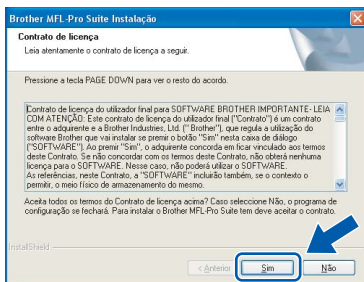 Brother MFL-Pro Suite Instalação
Contrato de licença
Leia atentamente o contrato de licença a seguir.
Pressione a tecla PAGE DOWN para ver o resto do acordo.
Contrato de licença do utilizador final para SOFTWARE BROTHER IMPORTANTE- LEIA
COM ATENÇÃO: Este contrato de licença do utilizador final ("Contrato") é um contrato
entre o adquirente e a Brother Industries, Ltd. (" Brother"), que regula a utilização do
software Brother que vai instalar se premir o botão "Sim" nesta caixa de diálogo
("SOFTWARE"). Ao premir "Sim", o adquirente concorda em ficar vinculado aos termos
deste Contrato. Se não concordar com os termos deste Contrato, não obterá nenhuma
licença para o SOFTWARE. Nesse caso, não poderá utilizar o SOFTWARE.
As referências, neste Contrato, a "SOFTWARE" incluirão também, se o contexto o
permitir, o meio físico de armazenamento do mesmo.
Aceita todos os termos do Contrato de licença acima? Caso seleccione Não, o programa de
configuração se fechará. Para instalar o Brother MFL-Pro Suite tem deve aceitar o contrato.
InstallShield
< Anterior
Sim
Não